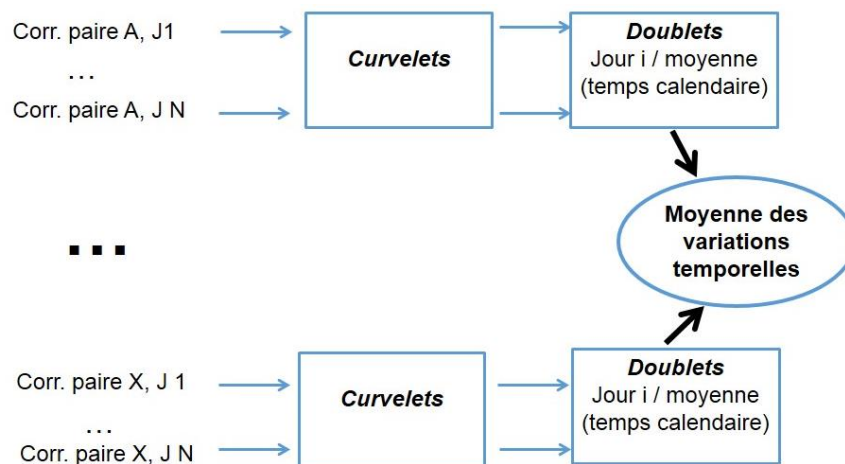 Corr. paire A, J1
...
Corr. paire A, J N
Curvelets
Doublets
Jour i / moyenne
(temps calendaire)
Moyenne des
variations
temporelles
...
Corr. paire X, J 1
...
Corr. paire X, J N
Curvelets
Doublets
Jour i / moyenne
(temps calendaire)